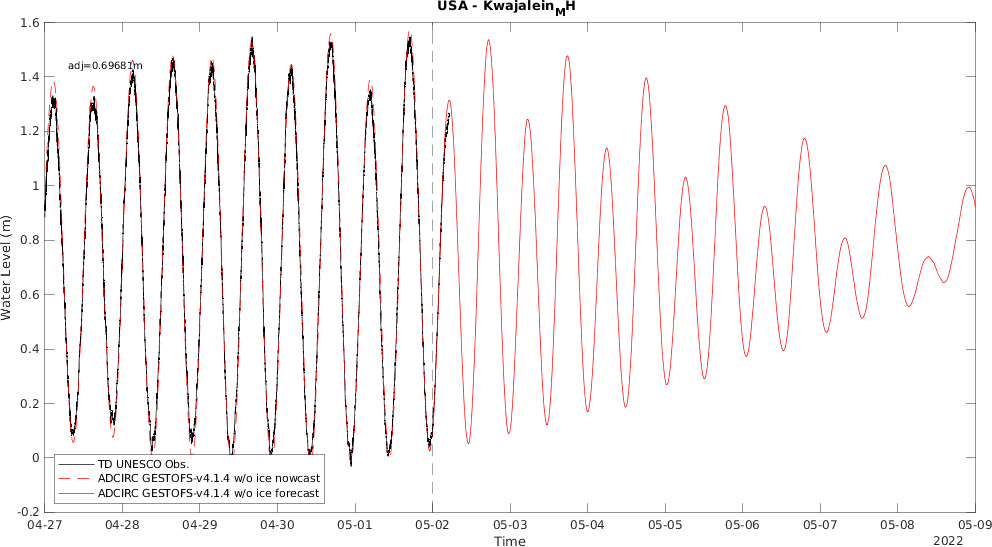 USA - Kwajalein_MH
adj=0.69681m
Water Level (m)
1.6
1.4
1.2
1
0.8
0.6
0.4
0.2
0
-0.2
TD UNESCO Obs.
ADCIRC GESTOFS-v4.1.4 w/o ice nowcast
ADCIRC GESTOFS-v4.1.4 w/o ice forecast
04-27 04-28 04-29 04-30 05-01 05-02 05-03 05-04 05-05 05-06 05-07 05-08 05-09
Time
2022